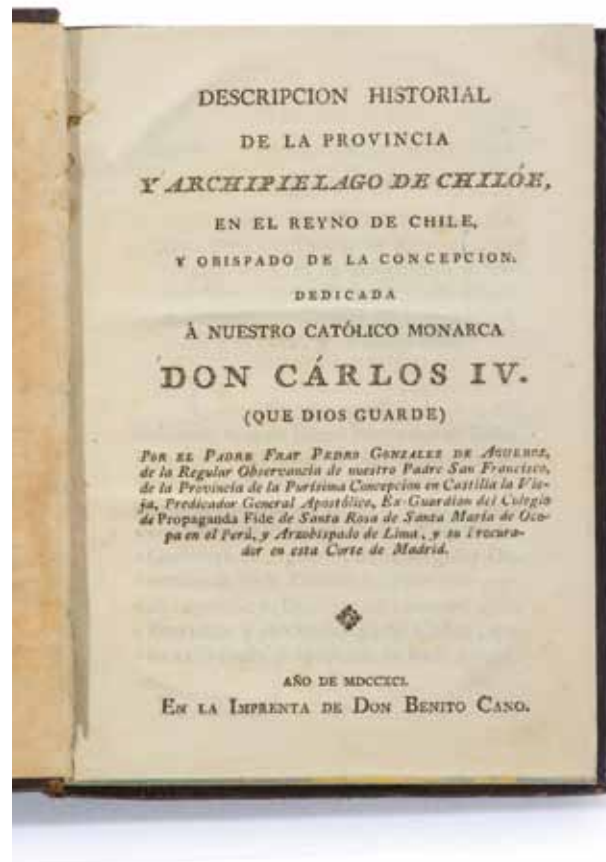 DESCRIPCION HISTORIAL
DE LA PROVINCIA
Y ARCHIPIELAGO DE CHILÓE,
EN EL REYNO DE CHILE,
Y OBISPADO DE LA CONCEPCION.
DEDICADA
Á NUESTRO CATÓLICO MONARCA
DON CÁRLOS IV.
(QUE DIOS GUARDE)
POR EL PADRE FRAY PEDRO GONZALEZ DE AGUEROS,
de la Regular Observancia de nuestro Padre San Francisco,
de la Provincia de la Purísima Concepcion en Castilla la Vie-
ja, Predicador General Apostólico, Ex-Guardian del Colegio
de Propaganda Fide de Santa Rosa de Santa María de Oco-
pa en el Perú, y Arzobispado de Lima, y su Procura-
dor en esta Corte de Madrid.
AÑO DE MDCCXCI.
EN LA IMPRENTA DE DON BENITO CANO.